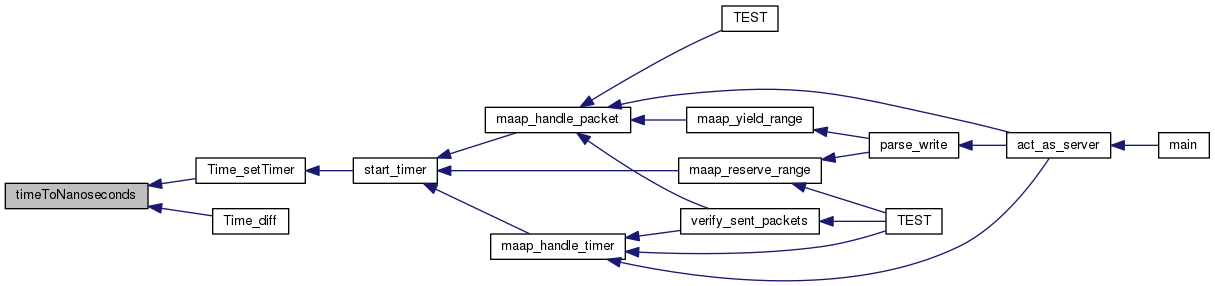 TEST
maap_handle_packet
maap_yield_range
parse_write
act_as_server
main
Time_setTimer
start_timer
maap_reserve_range
timeToNanoseconds
Time_diff
verify_sent_packets
TEST
maap_handle_timer